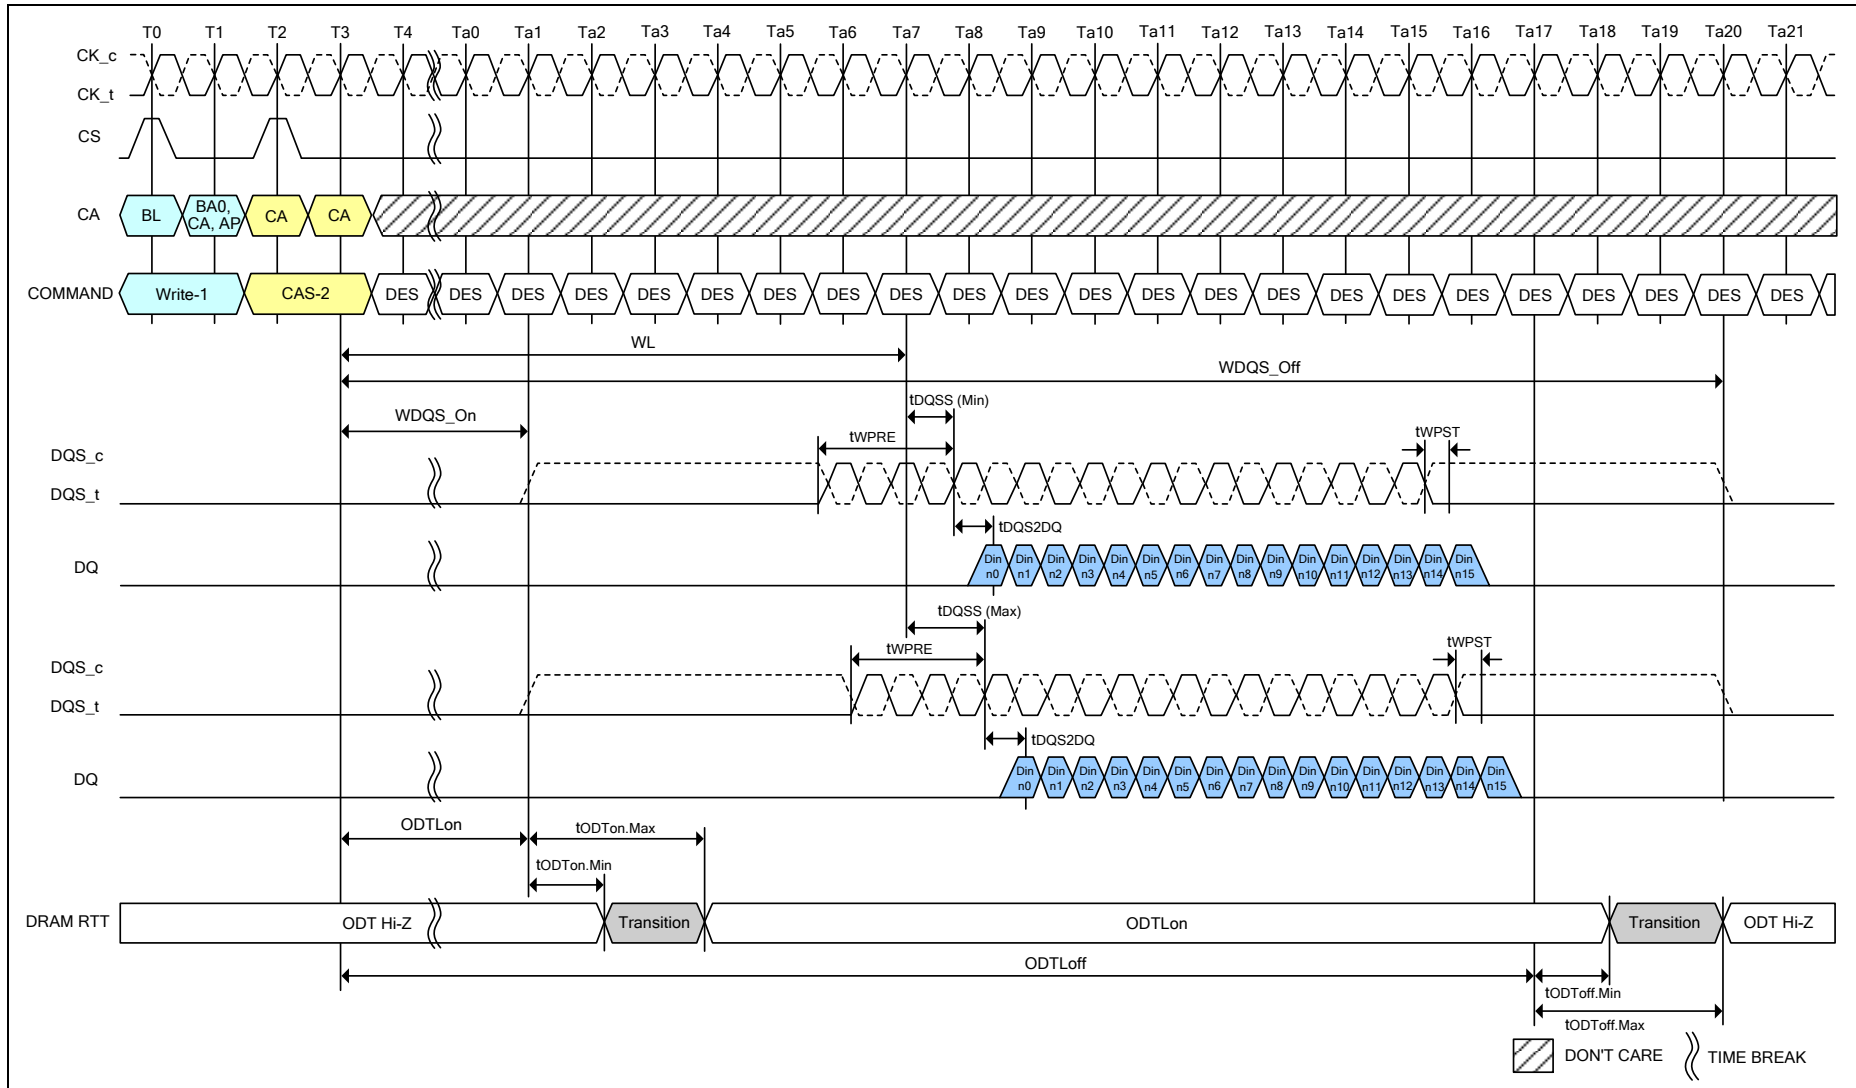 T0 T1 T2 T3 T4 Ta0 Ta1 Ta2 Ta3 Ta4 Ta5 Ta6 Ta7 Ta8 Ta9 Ta10 Ta11 Ta12 Ta13 Ta14 Ta15 Ta16 Ta17 Ta18 Ta19 Ta20 Ta21
CK_c
CK_t
CS
CA BL BA0, CA, AP CA CA
COMMAND Write-1 CAS-2 DES DES DES DES DES DES DES DES DES DES DES DES DES DES DES DES DES DES DES DES DES DES DES
WL
WDQS_Off
tDQSS (Min)
WDQS_On
tWPRE tWPST
DQS_c
DQS_t
tDQS2DQ
DQ
Din n0 Din n1 Din n2 Din n3 Din n4 Din n5 Din n6 Din n7 Din n8 Din n9 Din n10 Din n11 Din n12 Din n13 Din n14 Din n15
tDQSS (Max)
tWPRE tWPST
DQS_c
DQS_t
tDQS2DQ
DQ
Din n0 Din n1 Din n2 Din n3 Din n4 Din n5 Din n6 Din n7 Din n8 Din n9 Din n10 Din n11 Din n12 Din n13 Din n14 Din n15
ODTLon tODTon.Max
tODTon.Min
DRAM RTT ODT Hi-Z Transition ODTLon Transition ODT Hi-Z
ODTLoff
tODToff.Min
tODToff.Max
DON'T CARE TIME BREAK